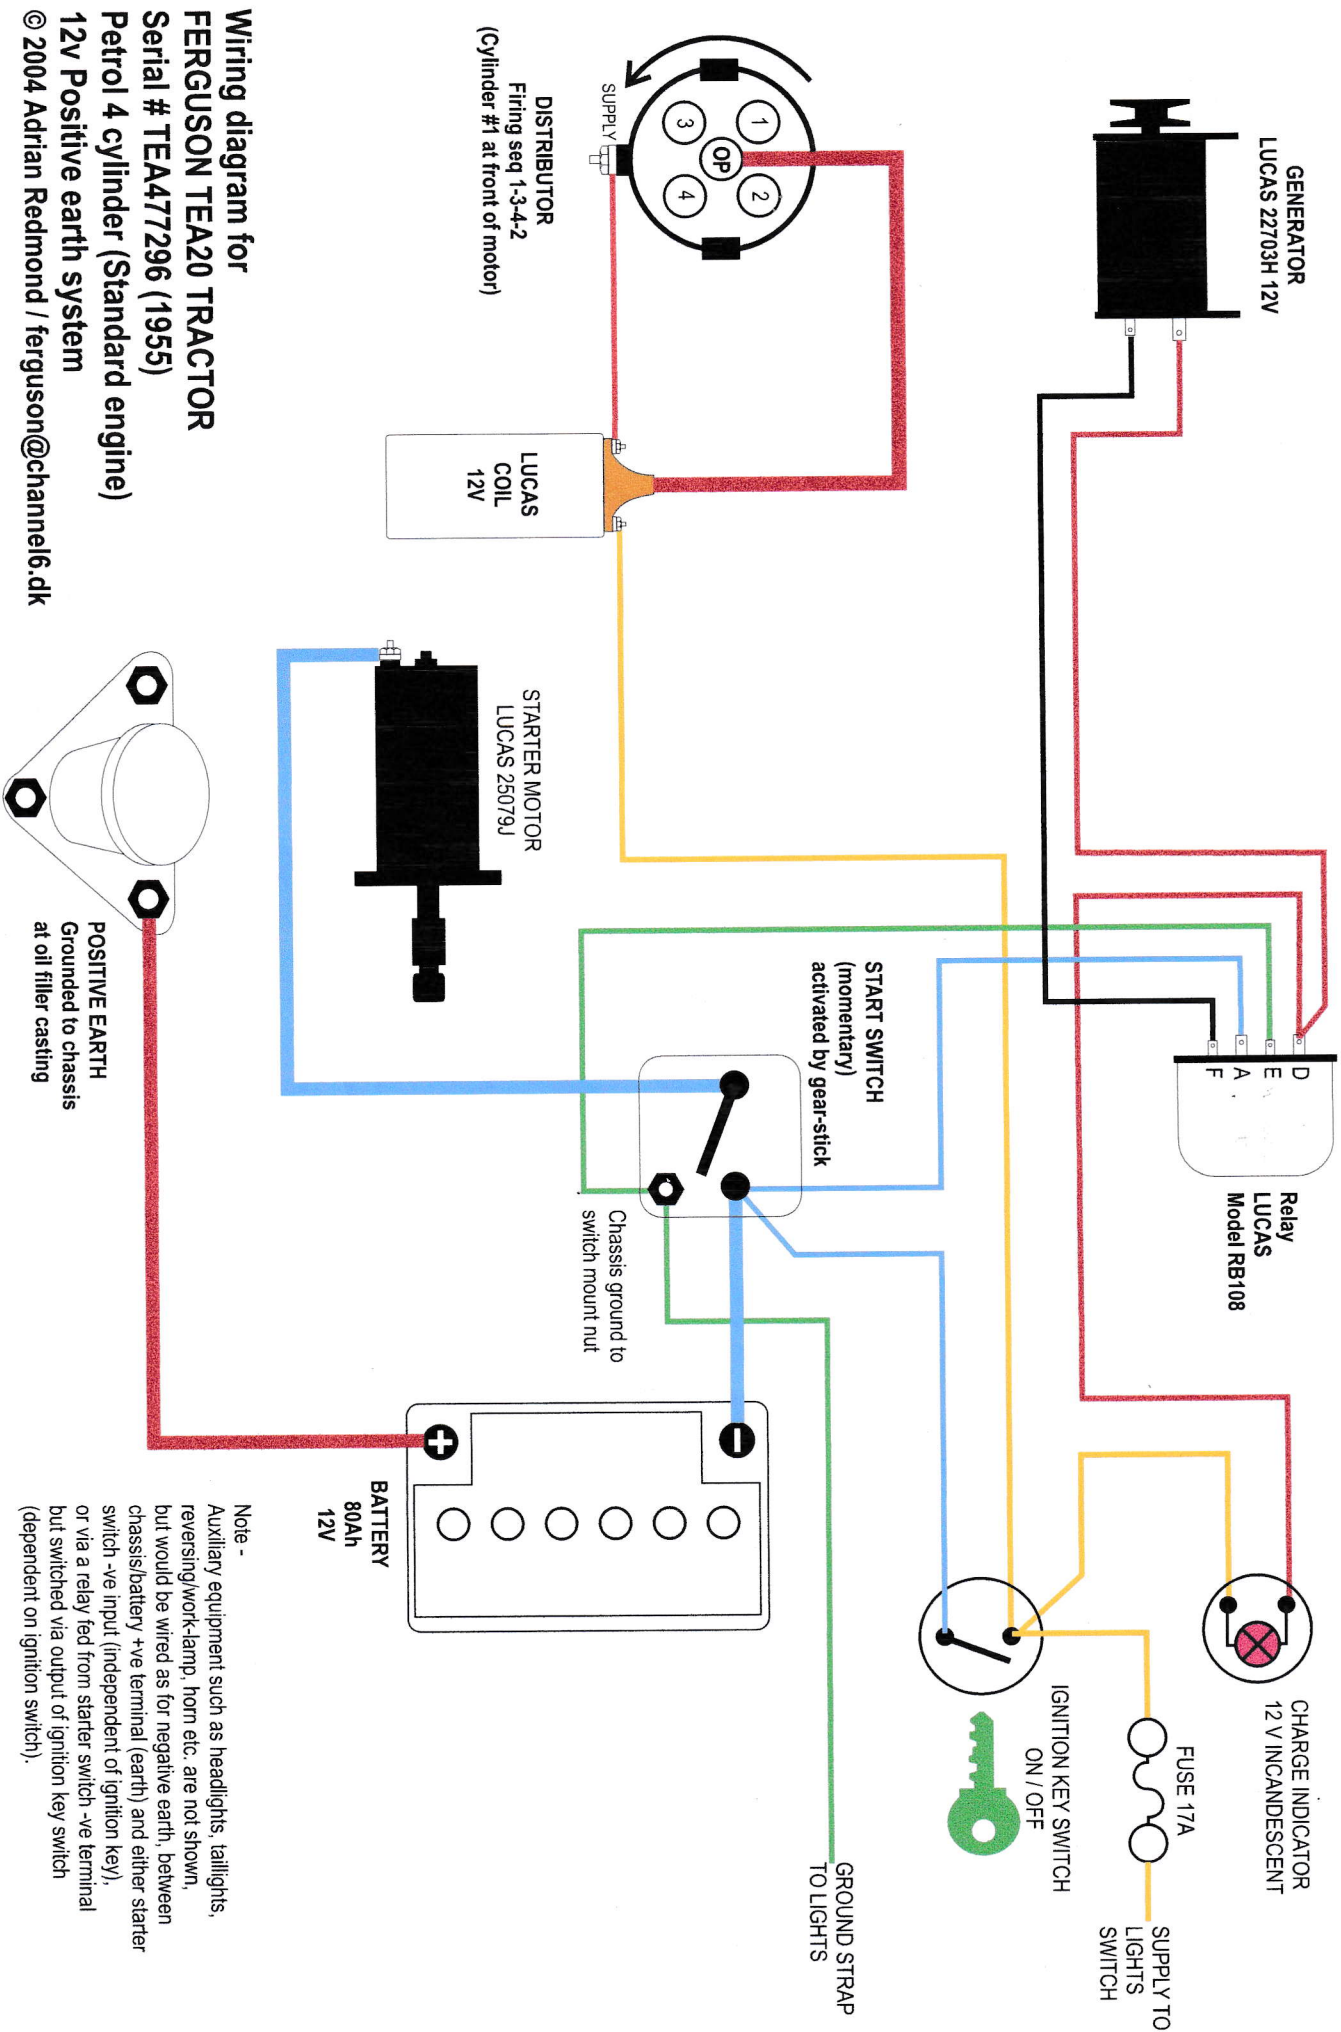 GENERATOR
LUCAS 22703H 12V
Relay
LUCAS
Model RB108
D
E
A
F
CHARGE INDICATOR
12 V INCANDESCENT
FUSE 17A
SUPPLY TO
LIGHTS
SWITCH
IGNITION KEY SWITCH
ON / OFF
GROUND STRAP
TO LIGHTS
START SWITCH
(momentary)
activated by gear-stick
Chassis ground to
switch mount nut
1
2
3
4
OP
SUPPLY
DISTRIBUTOR
Firing seq 1-3-4-2
(Cylinder #1 at front of motor)
LUCAS
COIL
12V
STARTER MOTOR
LUCAS 25079J
−
+
BATTERY
80Ah
12V
POSITIVE EARTH
Grounded to chassis
at oil filler casting
Wiring diagram for
FERGUSON TEA20 TRACTOR
Serial # TEA477296 (1955)
Petrol 4 cylinder (Standard engine)
12v Positive earth system
© 2004 Adrian Redmond / ferguson@channel6.dk
Note -
Auxiliary equipment such as headlights, taillights,
reversing/work-lamp, horn etc. are not shown,
but would be wired as for negative earth, between
chassis/battery +ve terminal (earth) and either starter
switch -ve input (independent of ignition key),
or via a relay fed from starter switch -ve terminal
but switched via output of ignition key switch
(dependent on ignition switch).